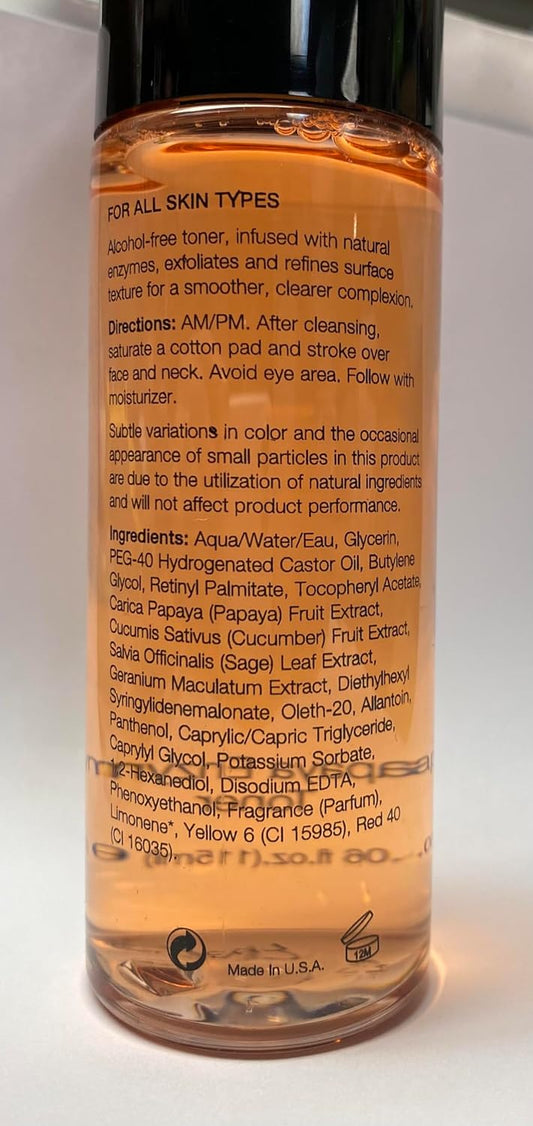 FOR ALL SKIN TYPES
Alcohol-free toner, infused with natural
enzymes, exfoliates and refines surface
texture for a smoother, clearer complexion.
Directions: AM/PM. After cleansing,
saturate a cotton pad and stroke over
face and neck. Avoid eye area. Follow with
moisturizer.
Subtle variations in color and the occasional
appearance of small particles in this product
are due to the utilization of natural ingredients
and will not affect product performance.
Ingredients: Aqua/Water/Eau, Glycerin,
PEG-40 Hydrogenated Castor Oil, Butylene
Glycol, Retinyl Palmitate, Tocopheryl Acetate,
Carica Papaya (Papaya) Fruit Extract,
Cucumis Sativus (Cucumber) Fruit Extract,
Salvia Officinalis (Sage) Leaf Extract,
Geranium Maculatum Extract, Diethylhexyl
Syringylidenemalonate, Oleth-20, Allantoin,
Panthenol, Caprylic/Capric Triglyceride,
Caprylyl Glycol, Potassium Sorbate,
1,2-Hexanediol, Disodium EDTA,
Phenoxyethanol, Fragrance (Parfum),
Limonene*, Yellow 6 (CI 15985), Red 40
(CI 16035).
Made In U.S.A.
12M